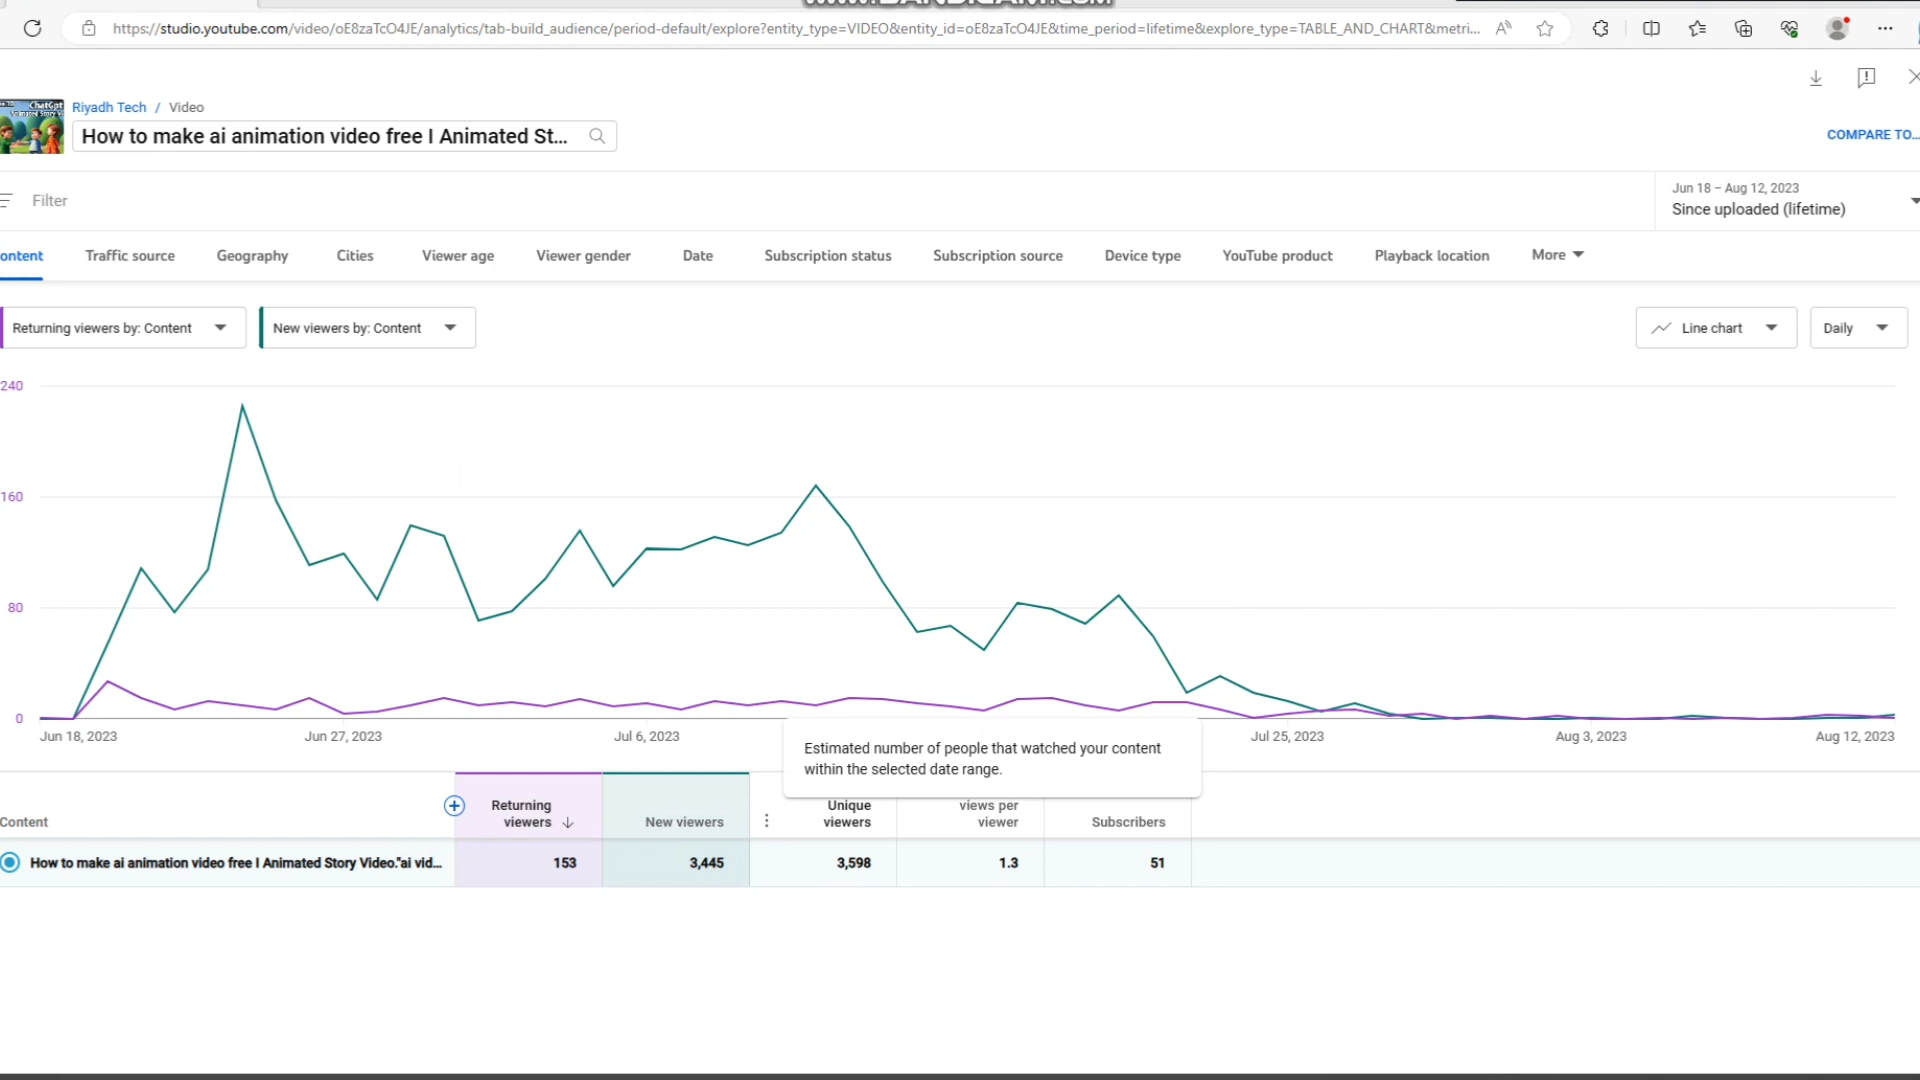 www.BANDICAM.com
https://studio.youtube.com/video/oE8zaTcO4JE/analytics/tab-build_audience/period-default/explore?entity_type=VIDEO&entity_id=oE8zaTcO4JE&time_period=lifetime&explore_type=TABLE_AND_CHART&metri...
ChatGpt
Riyadh Tech / Video
How to make ai animation video free I Animated St...
COMPARE TO...
Filter
Jun 18 – Aug 12, 2023
Since uploaded (lifetime)
ontent Traffic source Geography Cities Viewer age Viewer gender Date Subscription status Subscription source Device type YouTube product Playback location More
Returning viewers by: Content New viewers by: Content Line chart Daily
240
160
80
0
Jun 18, 2023 Jun 27, 2023 Jul 6, 2023 Jul 25, 2023 Aug 3, 2023 Aug 12, 2023
Estimated number of people that watched your content
within the selected date range.
Content Returning viewers New viewers Unique viewers views per viewer Subscribers
How to make ai animation video free I Animated Story Video."ai vid... 153 3,445 3,598 1.3 51